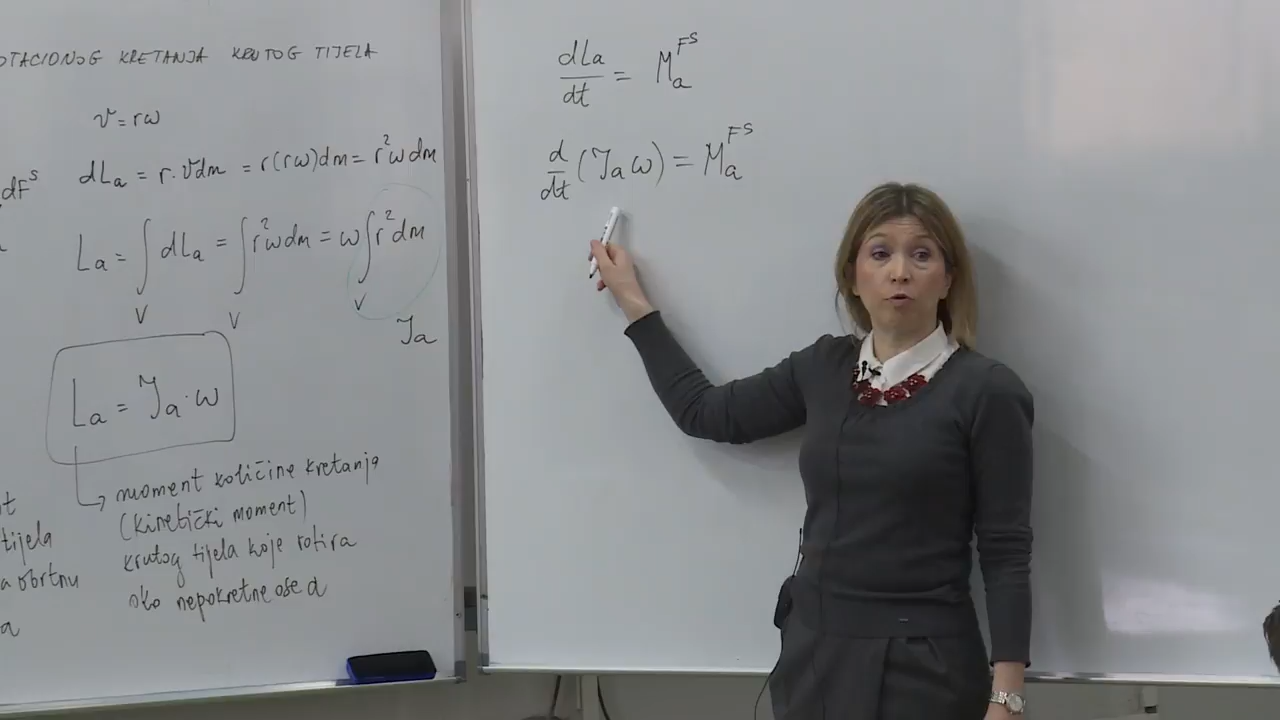 ROTACIONOG KRETANJA KRUTOG TIJELA
v = rω
dF^S
dL_a = r · v dm = r(rω)dm = r²ω dm
L_a = ∫_V dL_a = ∫_V r²ω dm = ω ∫_V r² dm
J_a
L_a = J_a · ω
moment količine kretanja
(kinetički moment)
tijela
krutog tijela koje rotira
a obrtnu
oko nepokretne ose a
a
dL_a/dt = M_a^{F^S}
d/dt (J_a ω) = M_a^{F^S}